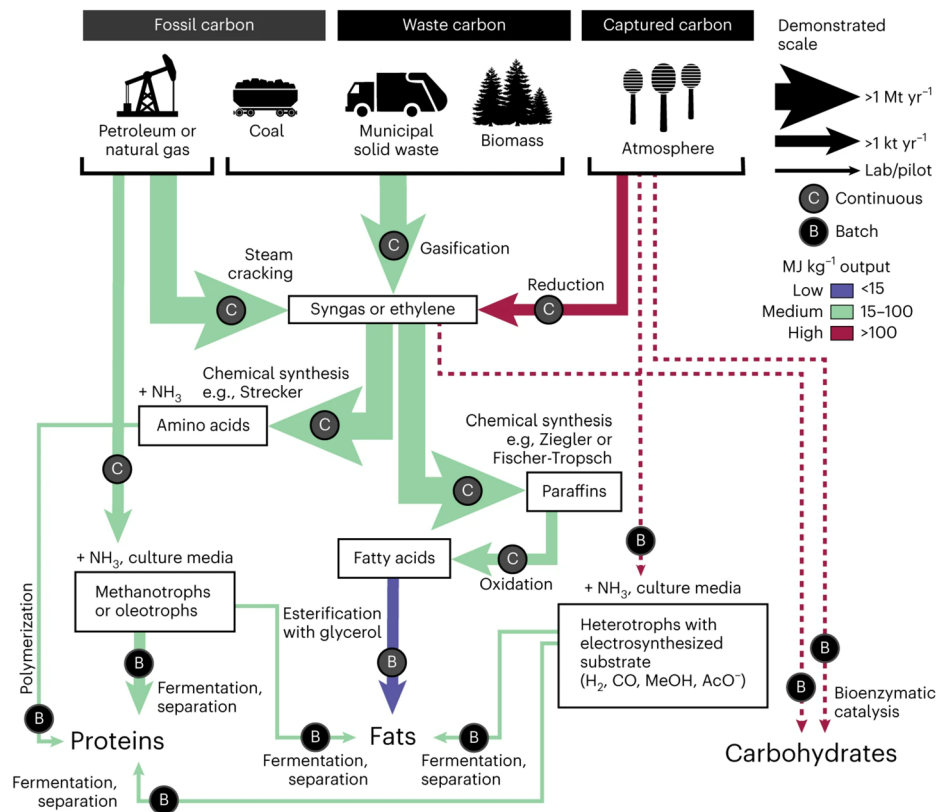 Fossil carbon
Waste carbon
Captured carbon
Demonstrated
scale
>1 Mt yr⁻¹
>1 kt yr⁻¹
Lab/pilot
C Continuous
B Batch
MJ kg⁻¹ output
Low <15
Medium 15–100
High >100
Petroleum or
natural gas
Coal
Municipal
solid waste
Biomass
Atmosphere
Steam
cracking
C
C
Gasification
Reduction
C
Syngas or ethylene
Chemical synthesis
e.g., Strecker
+ NH₃
Amino acids
C
C
Chemical synthesis
e.g, Ziegler or
Fischer-Tropsch
C
Paraffins
B
+ NH₃, culture media
Methanotrophs
or oleotrophs
Fatty acids
C
Oxidation
+ NH₃, culture media
Heterotrophs with
electrosynthesized
substrate
(H₂, CO, MeOH, AcO⁻)
Polymerization
Esterification
with glycerol
B
B
Fermentation,
separation
B
B
B
Bioenzymatic
catalysis
B
Proteins
B
Fats
B
Fermentation,
separation
Fermentation,
separation
Carbohydrates
Fermentation,
separation
B